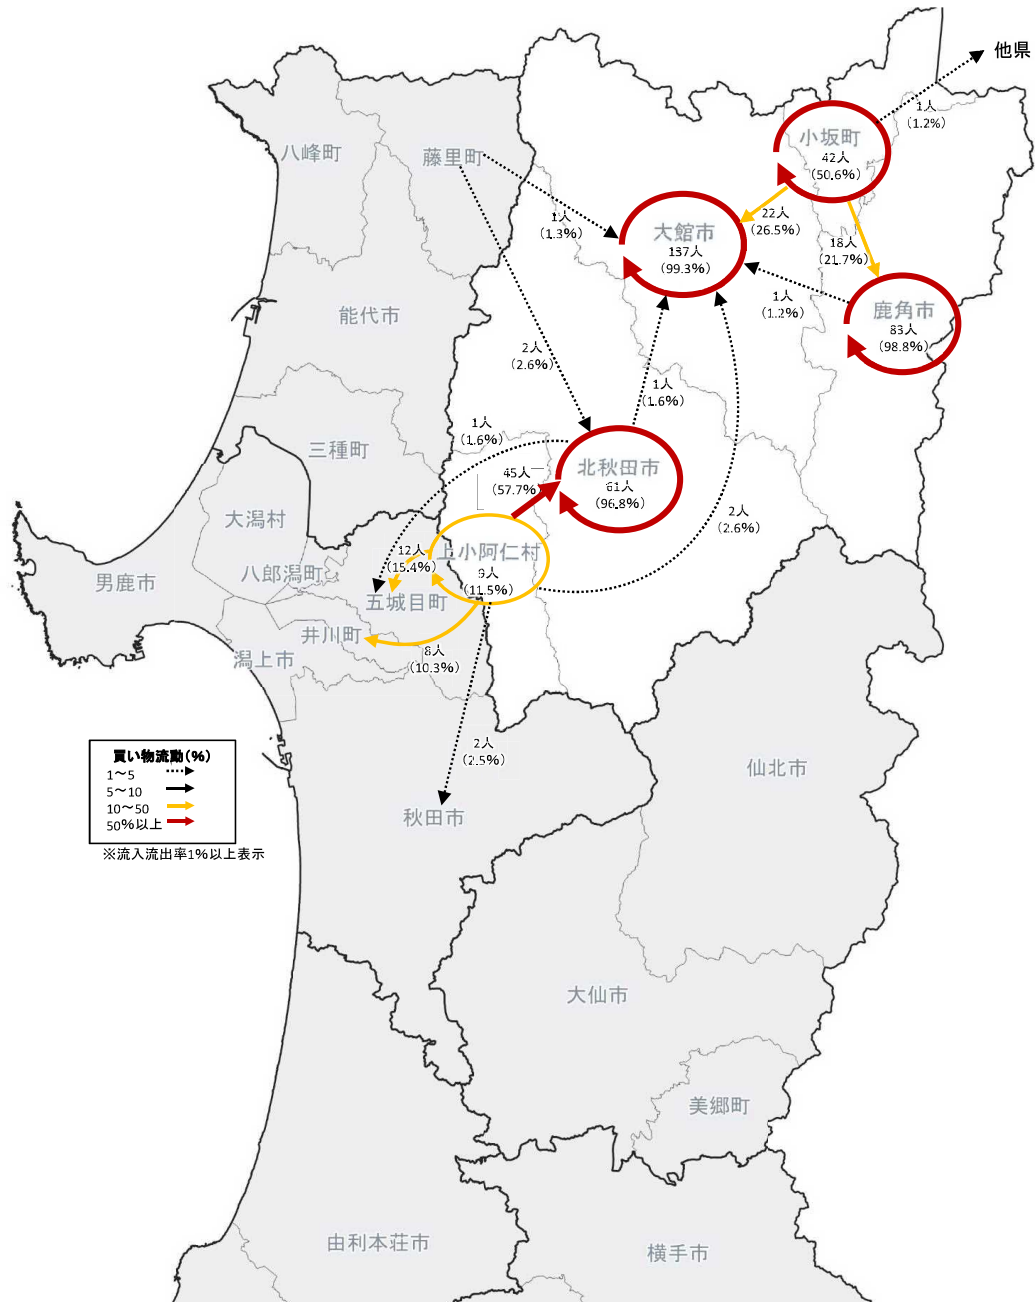 他県
1人
(1.2%)
小坂町
42人
(50.6%)
八峰町
藤里町
1人
(1.3%)
大館市
137人
(99.3%)
22人
(26.5%)
18人
(21.7%)
1人
(1.2%)
鹿角市
83人
(98.8%)
能代市
2人
(2.6%)
1人
(1.6%)
1人
(1.6%)
三種町
45人
(57.7%)
北秋田市
61人
(96.8%)
2人
(2.6%)
大潟村
12人
(15.4%)
上小阿仁村
9人
(11.5%)
八郎潟町
男鹿市
五城目町
井川町
潟上市
8人
(10.3%)
2人
(2.5%)
買い物流動(%)
1～5
5～10
10～50
50%以上
※流入流出率1%以上表示
仙北市
秋田市
大仙市
美郷町
由利本荘市
横手市